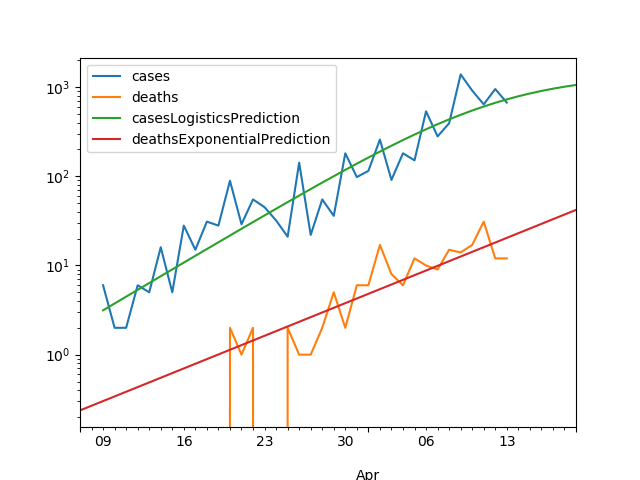 cases
deaths
casesLogisticsPrediction
deathsExponentialPrediction
10³
10²
10¹
10⁰
09 16 23 30 06 13
Apr